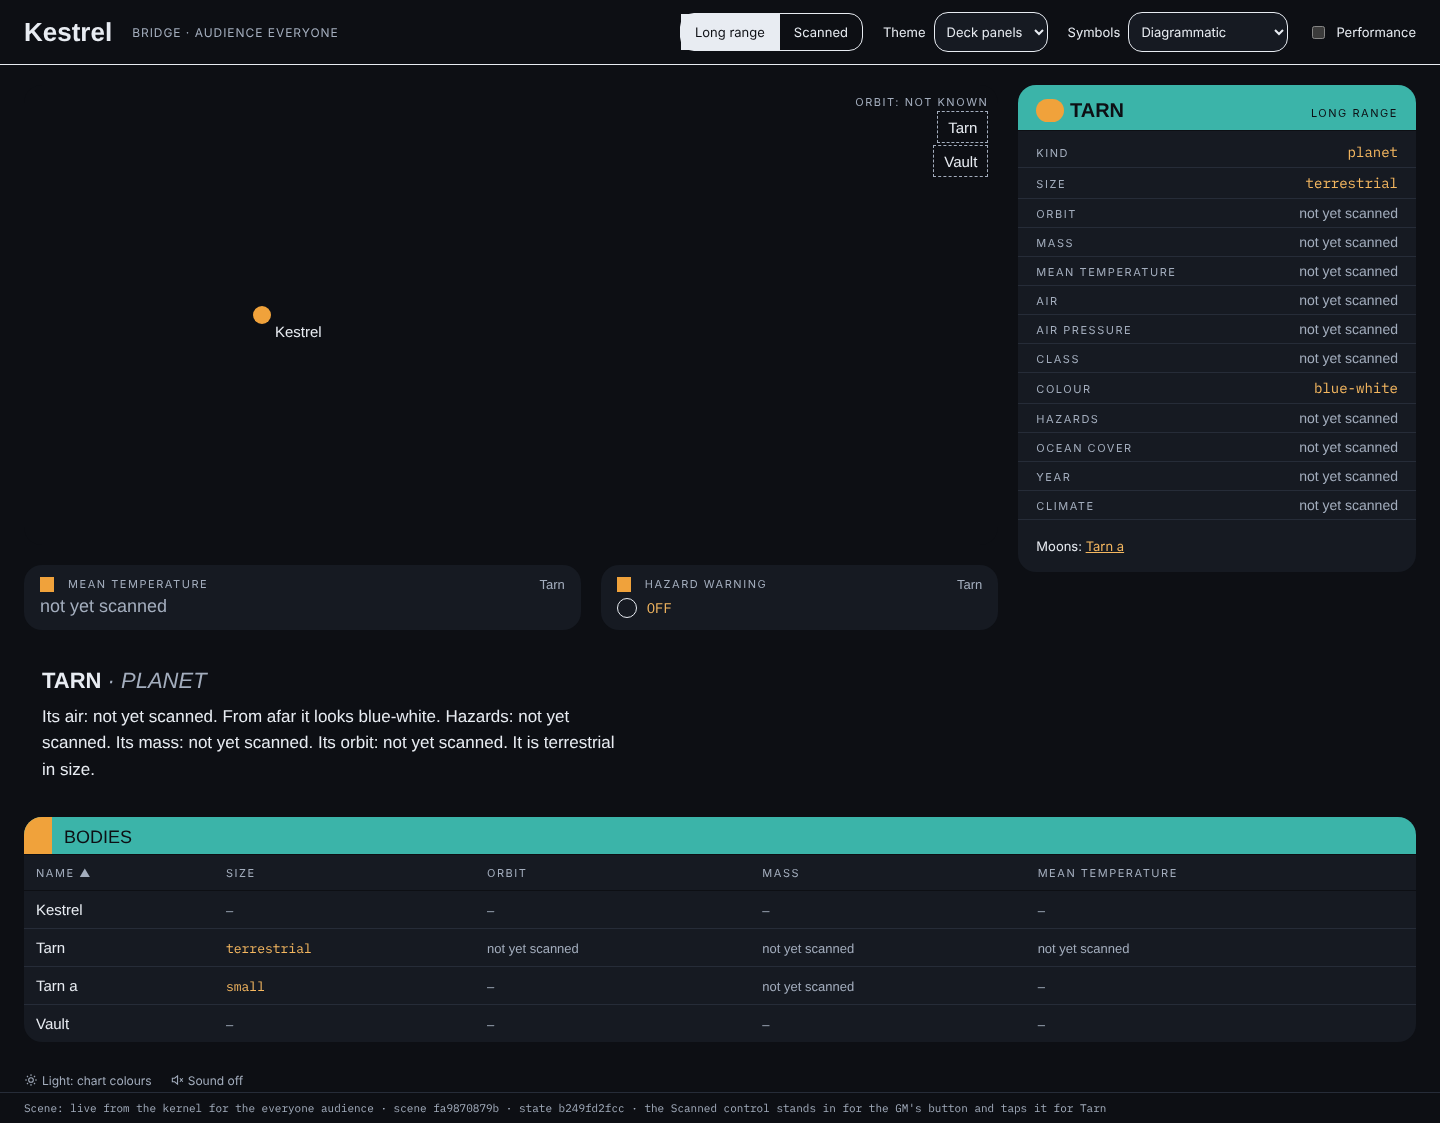 Kestrel BRIDGE · AUDIENCE EVERYONE Long range Scanned Theme Deck panels Symbols Diagrammatic Performance
ORBIT: NOT KNOWN
Tarn
Vault
Kestrel
TARN LONG RANGE
KIND planet
SIZE terrestrial
ORBIT not yet scanned
MASS not yet scanned
MEAN TEMPERATURE not yet scanned
AIR not yet scanned
AIR PRESSURE not yet scanned
CLASS not yet scanned
COLOUR blue-white
HAZARDS not yet scanned
OCEAN COVER not yet scanned
YEAR not yet scanned
CLIMATE not yet scanned
Moons: Tarn a
MEAN TEMPERATURE Tarn
not yet scanned
HAZARD WARNING Tarn
OFF
TARN · PLANET
Its air: not yet scanned. From afar it looks blue-white. Hazards: not yet
scanned. Its mass: not yet scanned. Its orbit: not yet scanned. It is terrestrial
in size.
BODIES
NAME ▲ SIZE ORBIT MASS MEAN TEMPERATURE
Kestrel – – – –
Tarn terrestrial not yet scanned not yet scanned not yet scanned
Tarn a small – not yet scanned –
Vault – – – –
Light: chart colours Sound off
Scene: live from the kernel for the everyone audience · scene fa9870879b · state b249fd2fcc · the Scanned control stands in for the GM's button and taps it for Tarn